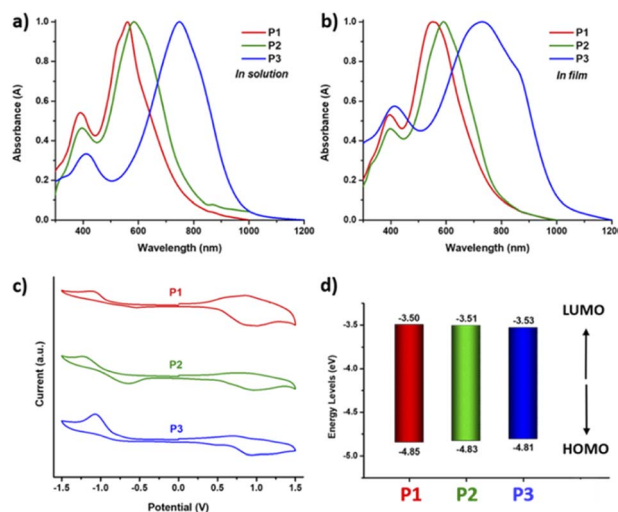 a)
1.0
0.8
0.6
0.4
0.2
0.0
Absorbance (A)
400 600 800 1000 1200
Wavelength (nm)
P1
P2
P3
In solution
b)
1.0
0.8
0.6
0.4
0.2
0.0
Absorbance (A)
400 600 800 1000 1200
Wavelength (nm)
P1
P2
P3
In film
c)
Current (a.u.)
P1
P2
P3
-1.5 -1.0 -0.5 0.0 0.5 1.0 1.5
Potential (V)
d)
Energy Levels (eV)
-3.5
-4.0
-4.5
-5.0
-3.50 -3.51 -3.53
-4.85 -4.83 -4.81
P1 P2 P3
LUMO
HOMO